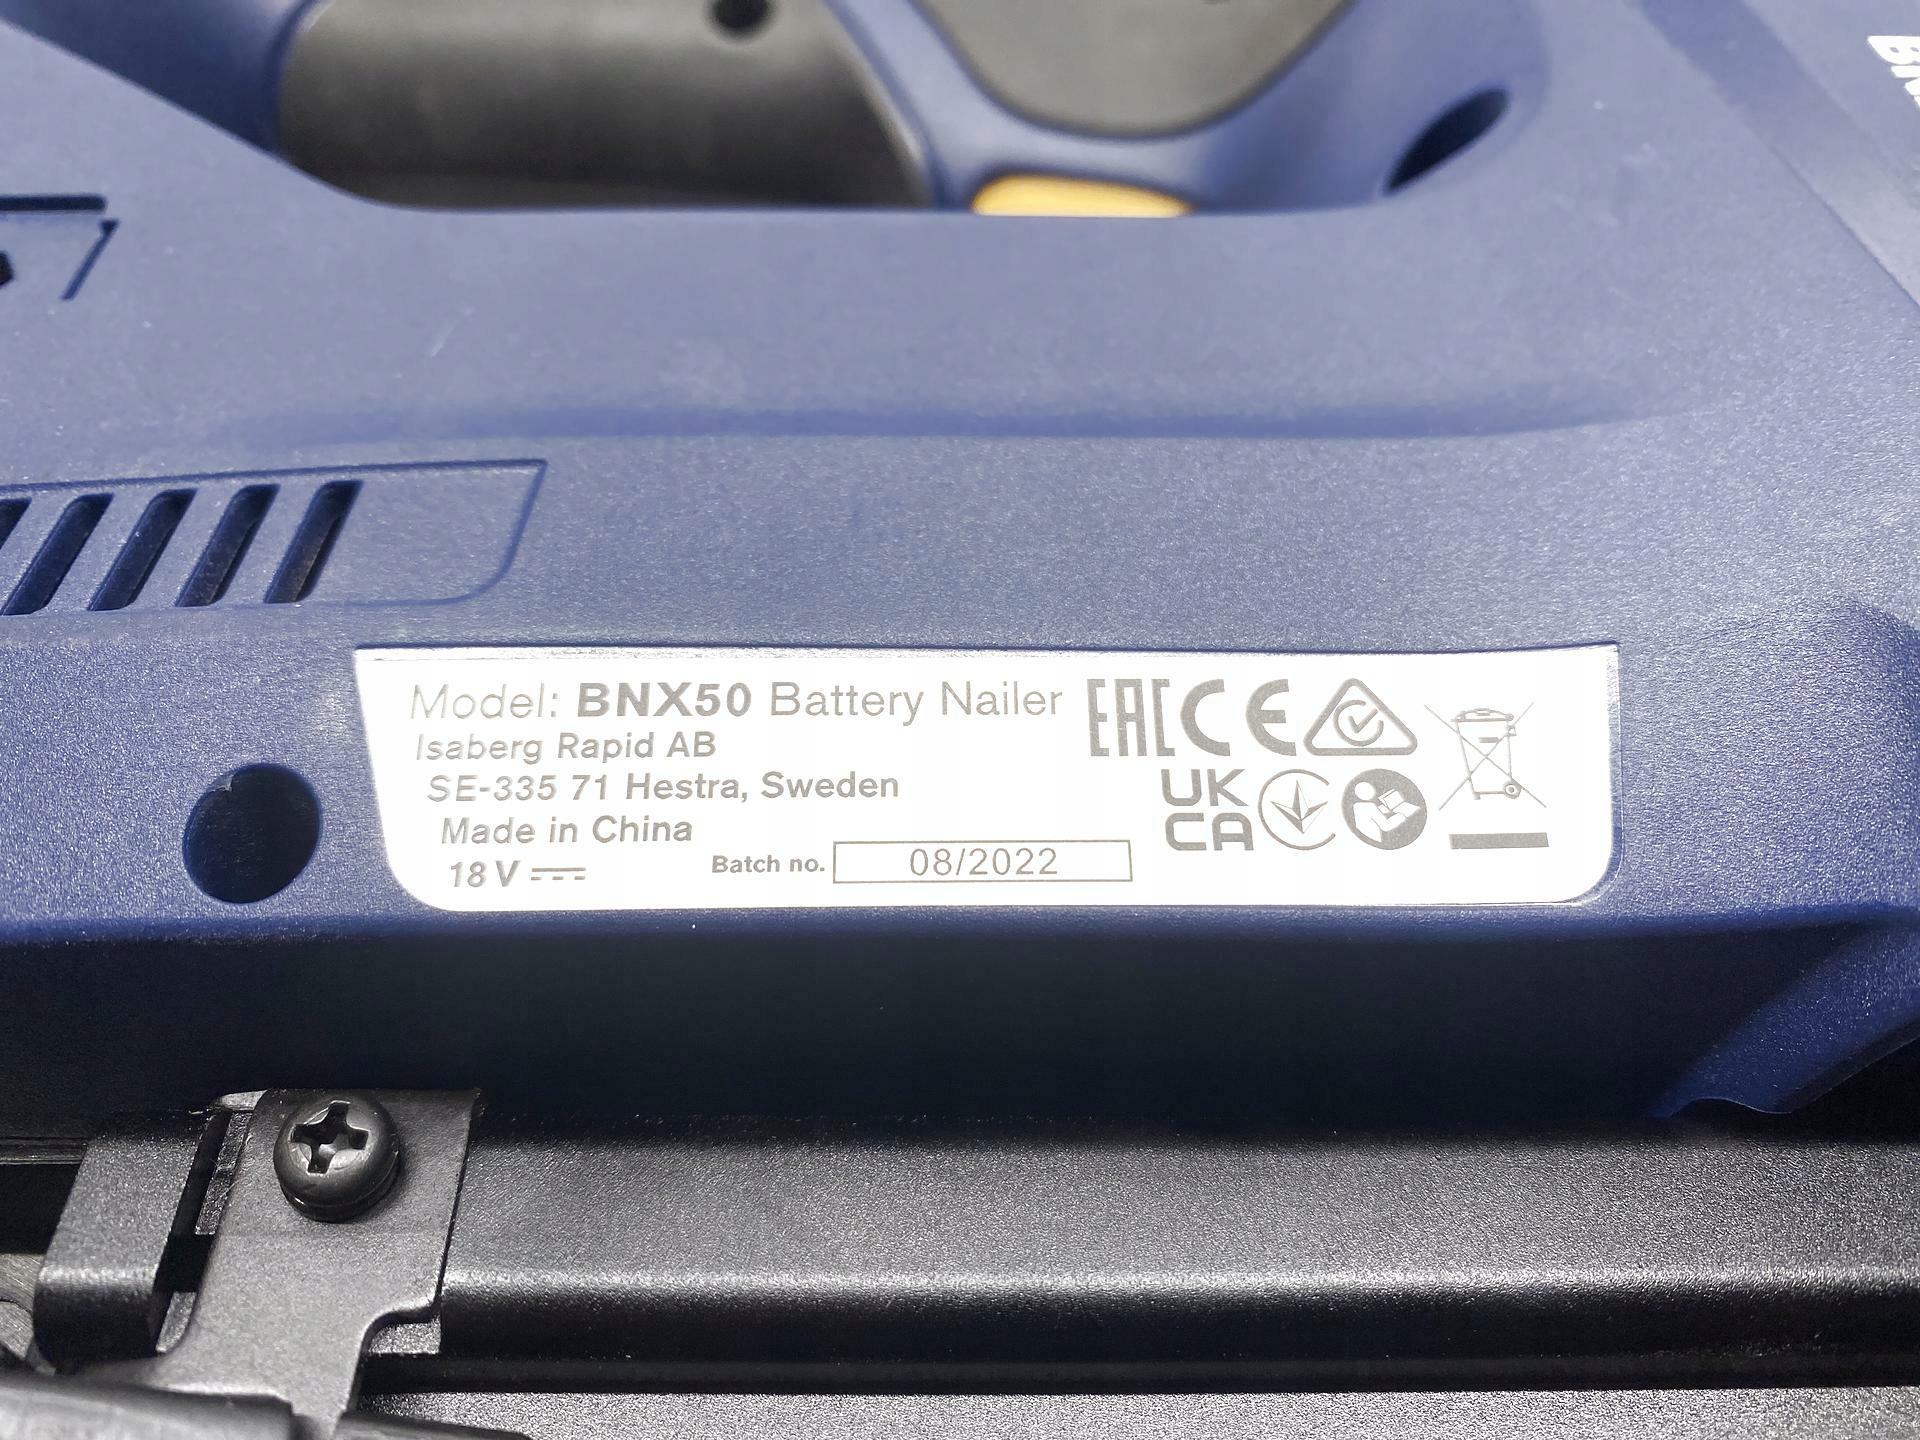 Model: BNX50 Battery Nailer
Isaberg Rapid AB
SE-335 71 Hestra, Sweden
Made in China
18 V
Batch no. 08/2022
EAC CE
UK
CA